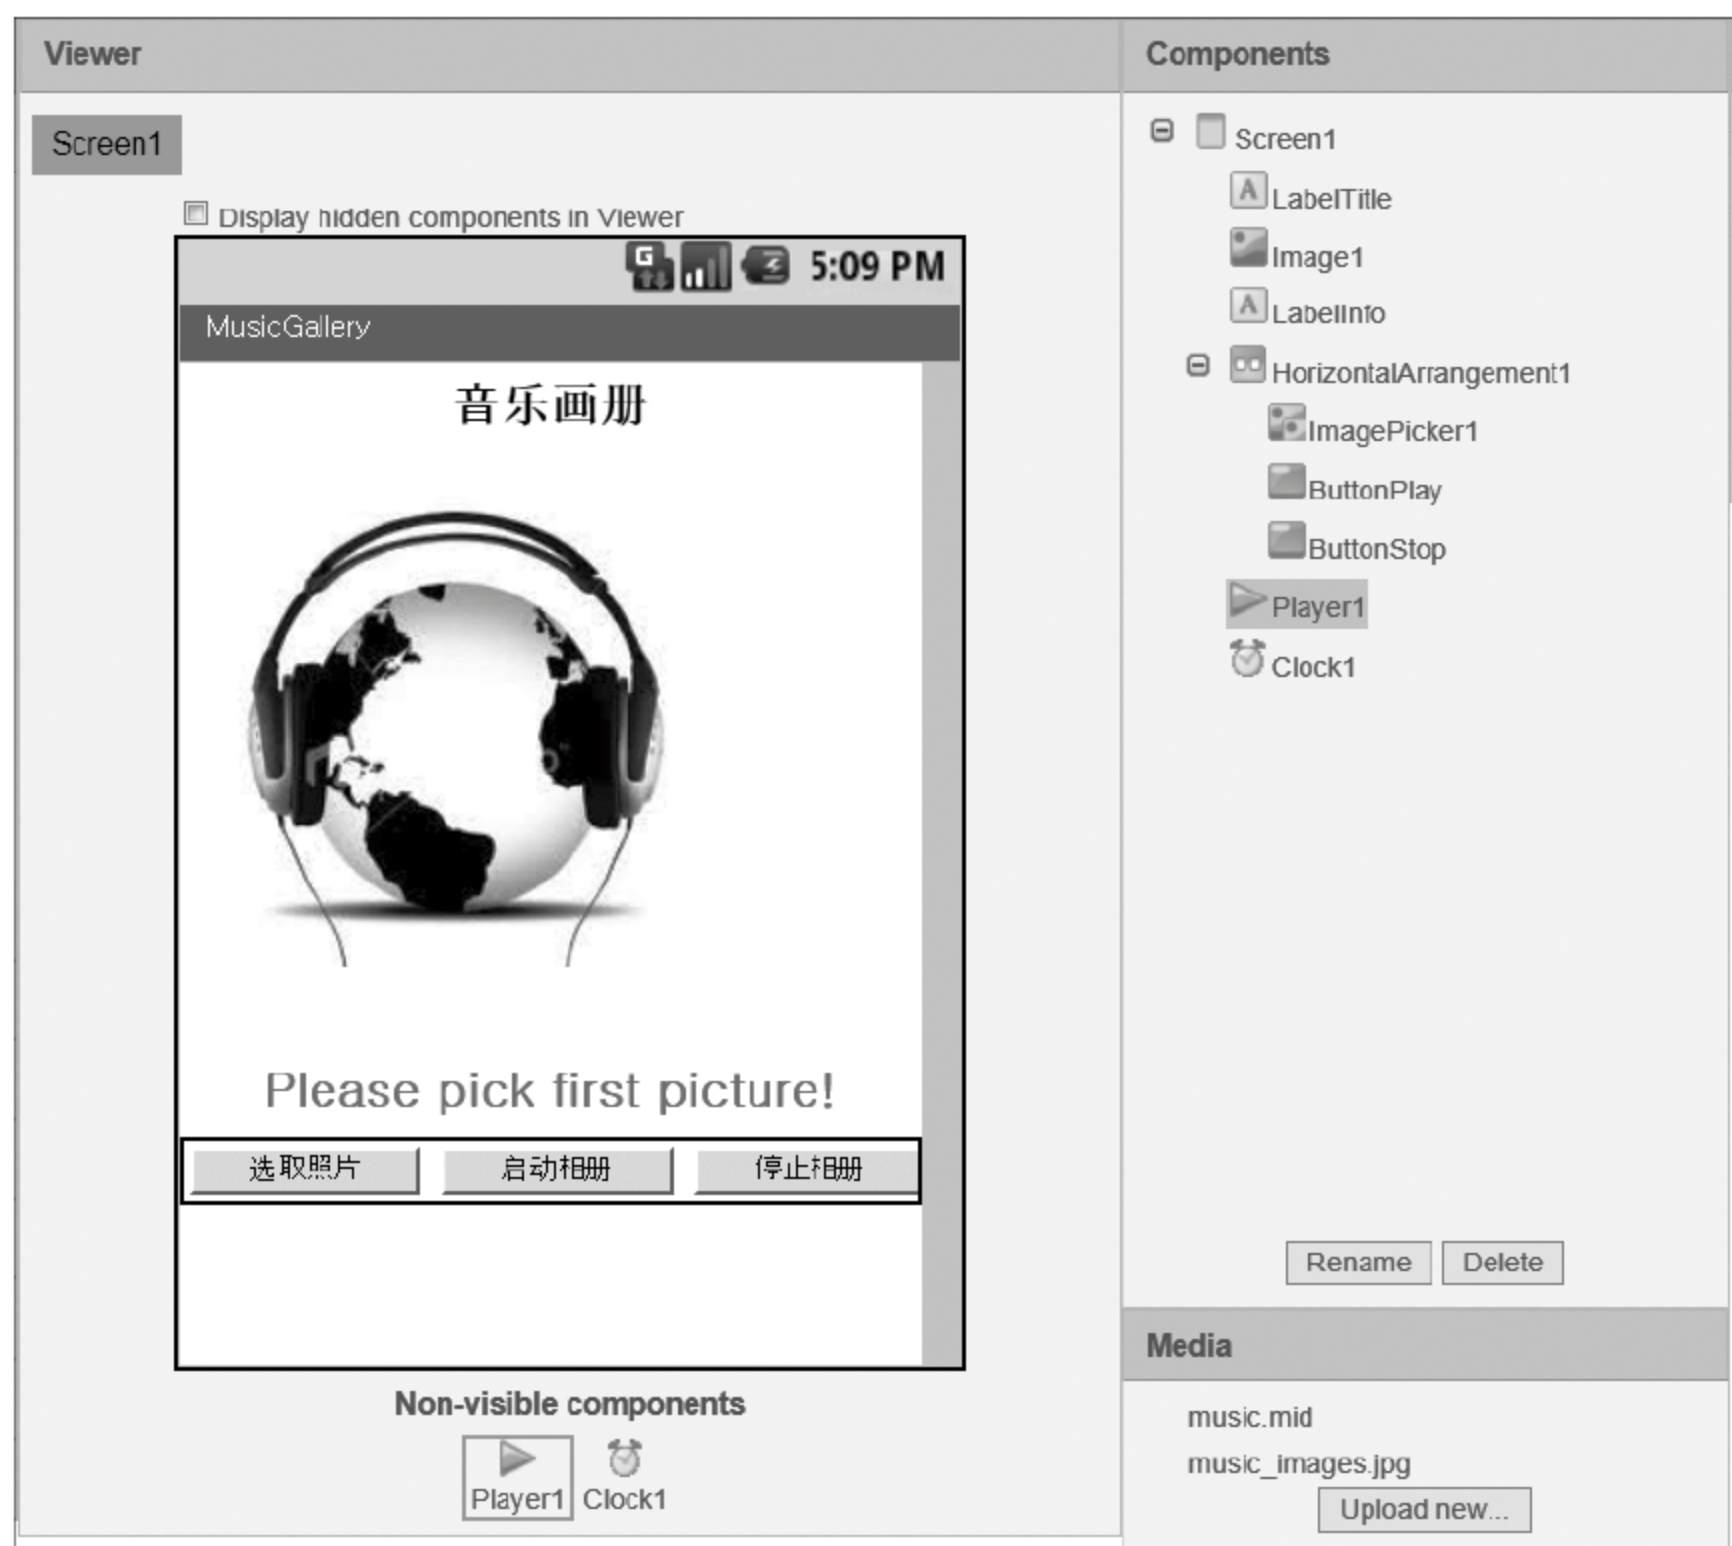 Viewer
Screen1
Display hidden components in Viewer
G
5:09 PM
MusicGallery
音乐画册
Please pick first picture!
选取照片 启动相册 停止相册
Non-visible components
Player1 Clock1
Components
Screen1
A LabelTitle
Image1
A LabelInfo
HorizontalArrangement1
ImagePicker1
ButtonPlay
ButtonStop
Player1
Clock1
Rename Delete
Media
music.mid
music_images.jpg
Upload new...